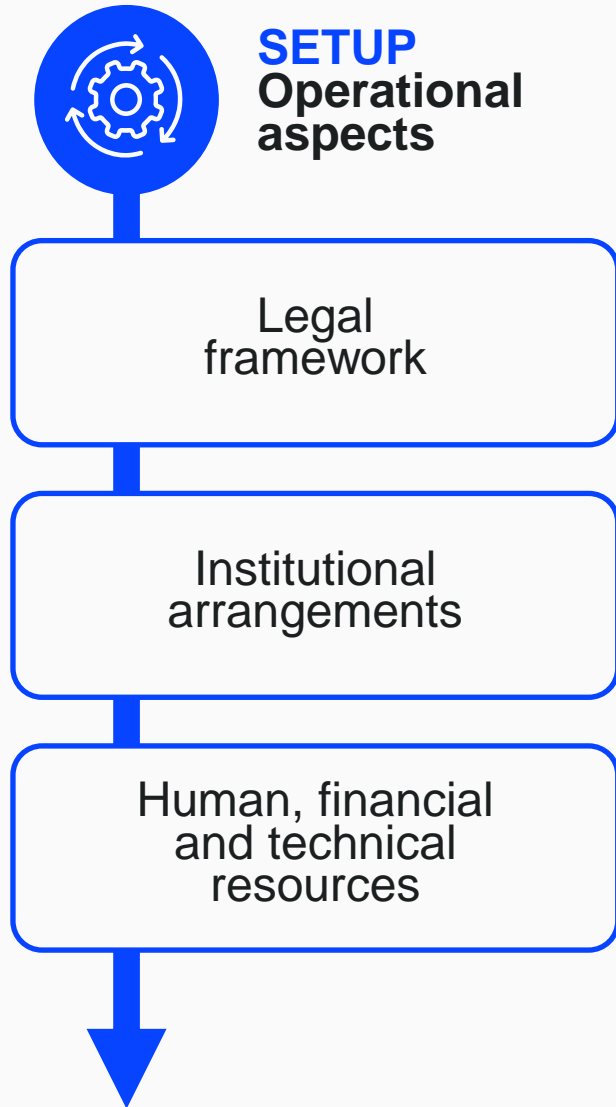 SETUP
Operational
aspects
Legal
framework
Institutional
arrangements
Human, financial
and technical
resources